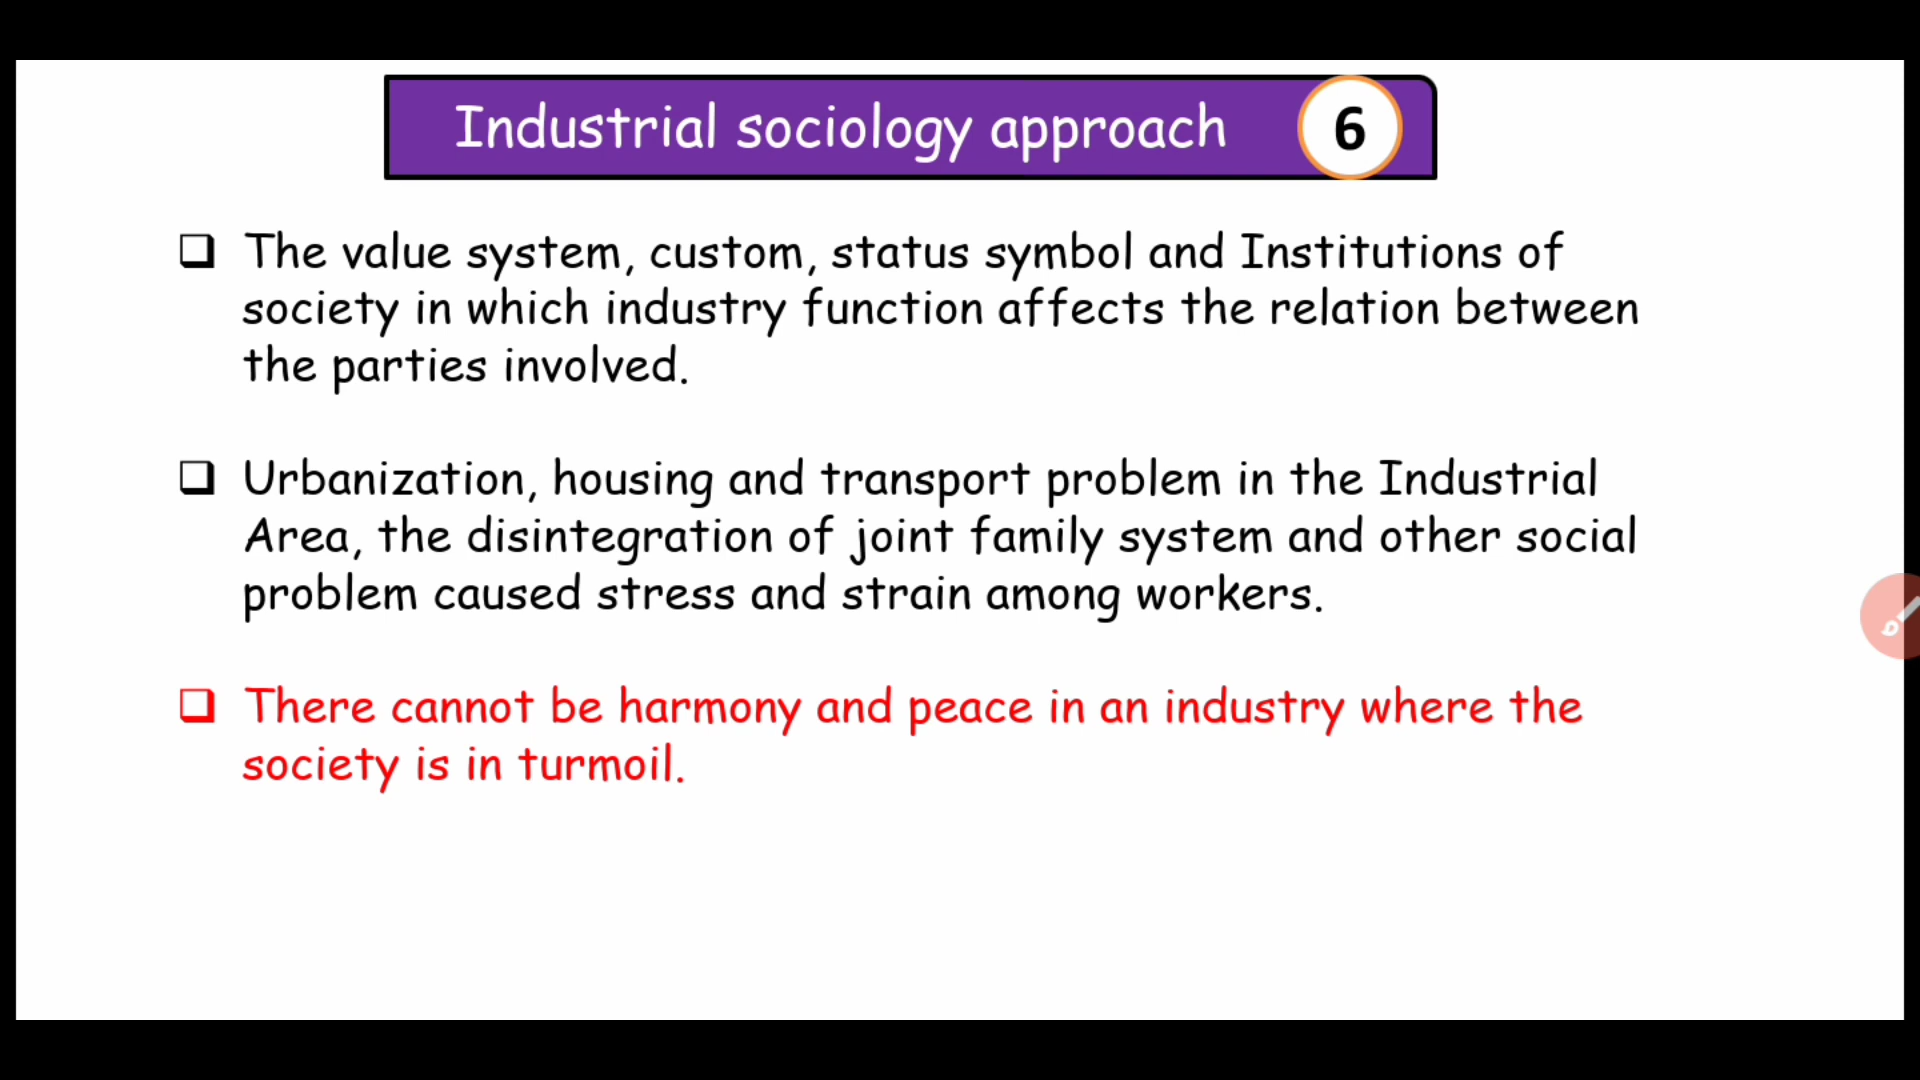 Industrial sociology approach 6
The value system, custom, status symbol and Institutions of
society in which industry function affects the relation between
the parties involved.
Urbanization, housing and transport problem in the Industrial
Area, the disintegration of joint family system and other social
problem caused stress and strain among workers.
There cannot be harmony and peace in an industry where the
society is in turmoil.